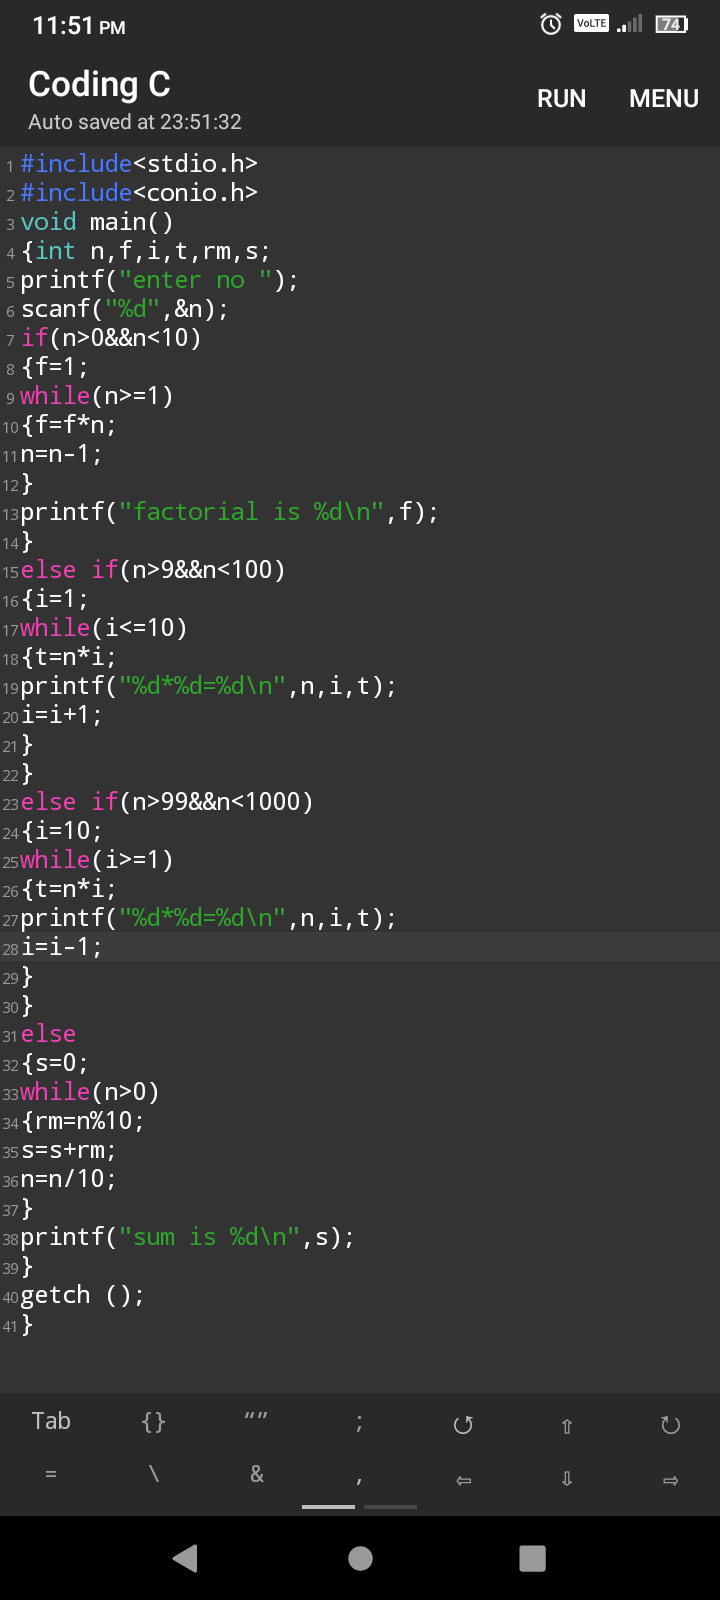 11:51 PM VoLTE 74
Coding C
RUN MENU
Auto saved at 23:51:32
1 #include<stdio.h>
2 #include<conio.h>
3 void main()
4 {int n,f,i,t,rm,s;
5 printf("enter no ");
6 scanf("%d",&n);
7 if(n>0&&n<10)
8 {f=1;
9 while(n>=1)
10 {f=f*n;
11 n=n-1;
12 }
13 printf("factorial is %d\n",f);
14 }
15 else if(n>9&&n<100)
16 {i=1;
17 while(i<=10)
18 {t=n*i;
19 printf("%d*%d=%d\n",n,i,t);
20 i=i+1;
21 }
22 }
23 else if(n>99&&n<1000)
24 {i=10;
25 while(i>=1)
26 {t=n*i;
27 printf("%d*%d=%d\n",n,i,t);
28 i=i-1;
29 }
30 }
31 else
32 {s=0;
33 while(n>0)
34 {rm=n%10;
35 s=s+rm;
36 n=n/10;
37 }
38 printf("sum is %d\n",s);
39 }
40 getch ();
41 }
Tab {} “” ; ↺ ⇧ ↻
= \ & , ⇦ ⇩ ⇨